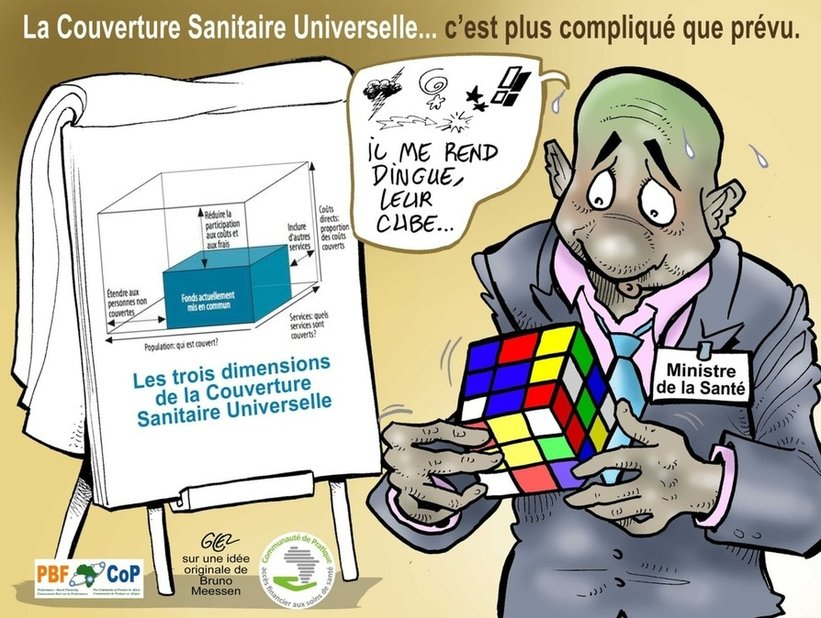 La Couverture Sanitaire Universelle... c'est plus compliqué que prévu.
IL ME REND
DINGUE,
LEUR
CUBE...
Réduire la
participation
aux coûts et
aux frais
Inclure
d'autres
services
Coûts
directs: proportion
des coûts
couverts
Étendre aux
personnes non
couvertes
Fonds actuellement
mis en commun
Services: quels
services sont
couverts?
Population: qui est couvert?
Les trois dimensions
de la Couverture
Sanitaire Universelle
Ministre
de la Santé
PBF CoP
GLEZ
sur une idée
originale de
Bruno
Meessen
Communauté de Pratique
accès financier aux soins de santé